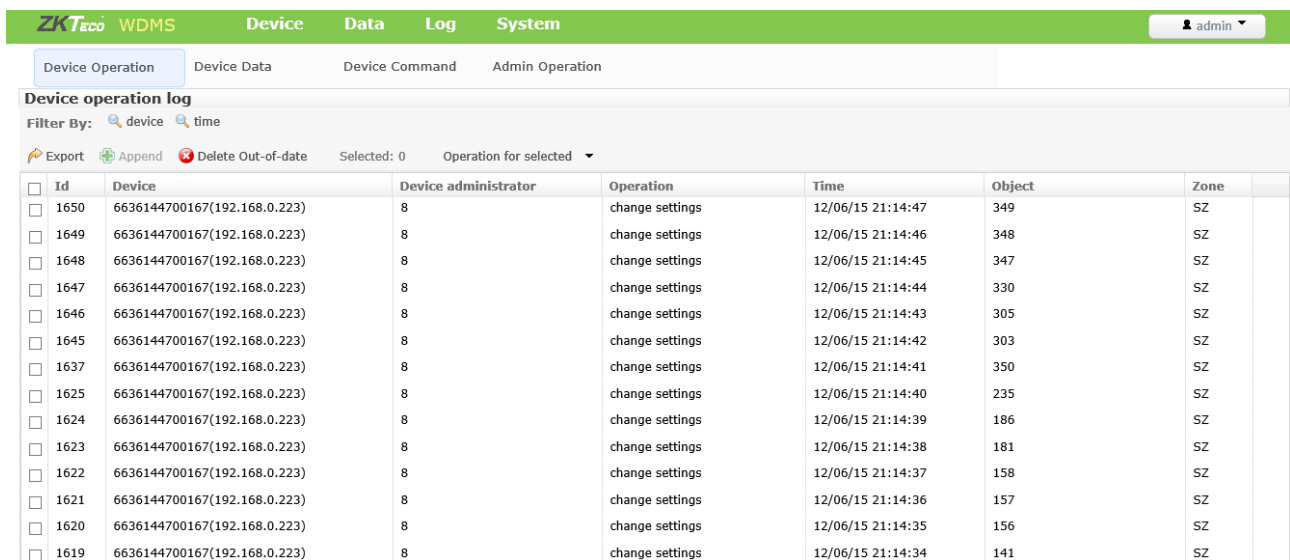 ZKTeco WDMS Device Data Log System admin
Device Operation Device Data Device Command Admin Operation
Device operation log
Filter By: device time
Export Append Delete Out-of-date Selected: 0 Operation for selected
Id Device Device administrator Operation Time Object Zone
1650 6636144700167(192.168.0.223) 8 change settings 12/06/15 21:14:47 349 SZ
1649 6636144700167(192.168.0.223) 8 change settings 12/06/15 21:14:46 348 SZ
1648 6636144700167(192.168.0.223) 8 change settings 12/06/15 21:14:45 347 SZ
1647 6636144700167(192.168.0.223) 8 change settings 12/06/15 21:14:44 330 SZ
1646 6636144700167(192.168.0.223) 8 change settings 12/06/15 21:14:43 305 SZ
1645 6636144700167(192.168.0.223) 8 change settings 12/06/15 21:14:42 303 SZ
1637 6636144700167(192.168.0.223) 8 change settings 12/06/15 21:14:41 350 SZ
1625 6636144700167(192.168.0.223) 8 change settings 12/06/15 21:14:40 235 SZ
1624 6636144700167(192.168.0.223) 8 change settings 12/06/15 21:14:39 186 SZ
1623 6636144700167(192.168.0.223) 8 change settings 12/06/15 21:14:38 181 SZ
1622 6636144700167(192.168.0.223) 8 change settings 12/06/15 21:14:37 158 SZ
1621 6636144700167(192.168.0.223) 8 change settings 12/06/15 21:14:36 157 SZ
1620 6636144700167(192.168.0.223) 8 change settings 12/06/15 21:14:35 156 SZ
1619 6636144700167(192.168.0.223) 8 change settings 12/06/15 21:14:34 141 SZ